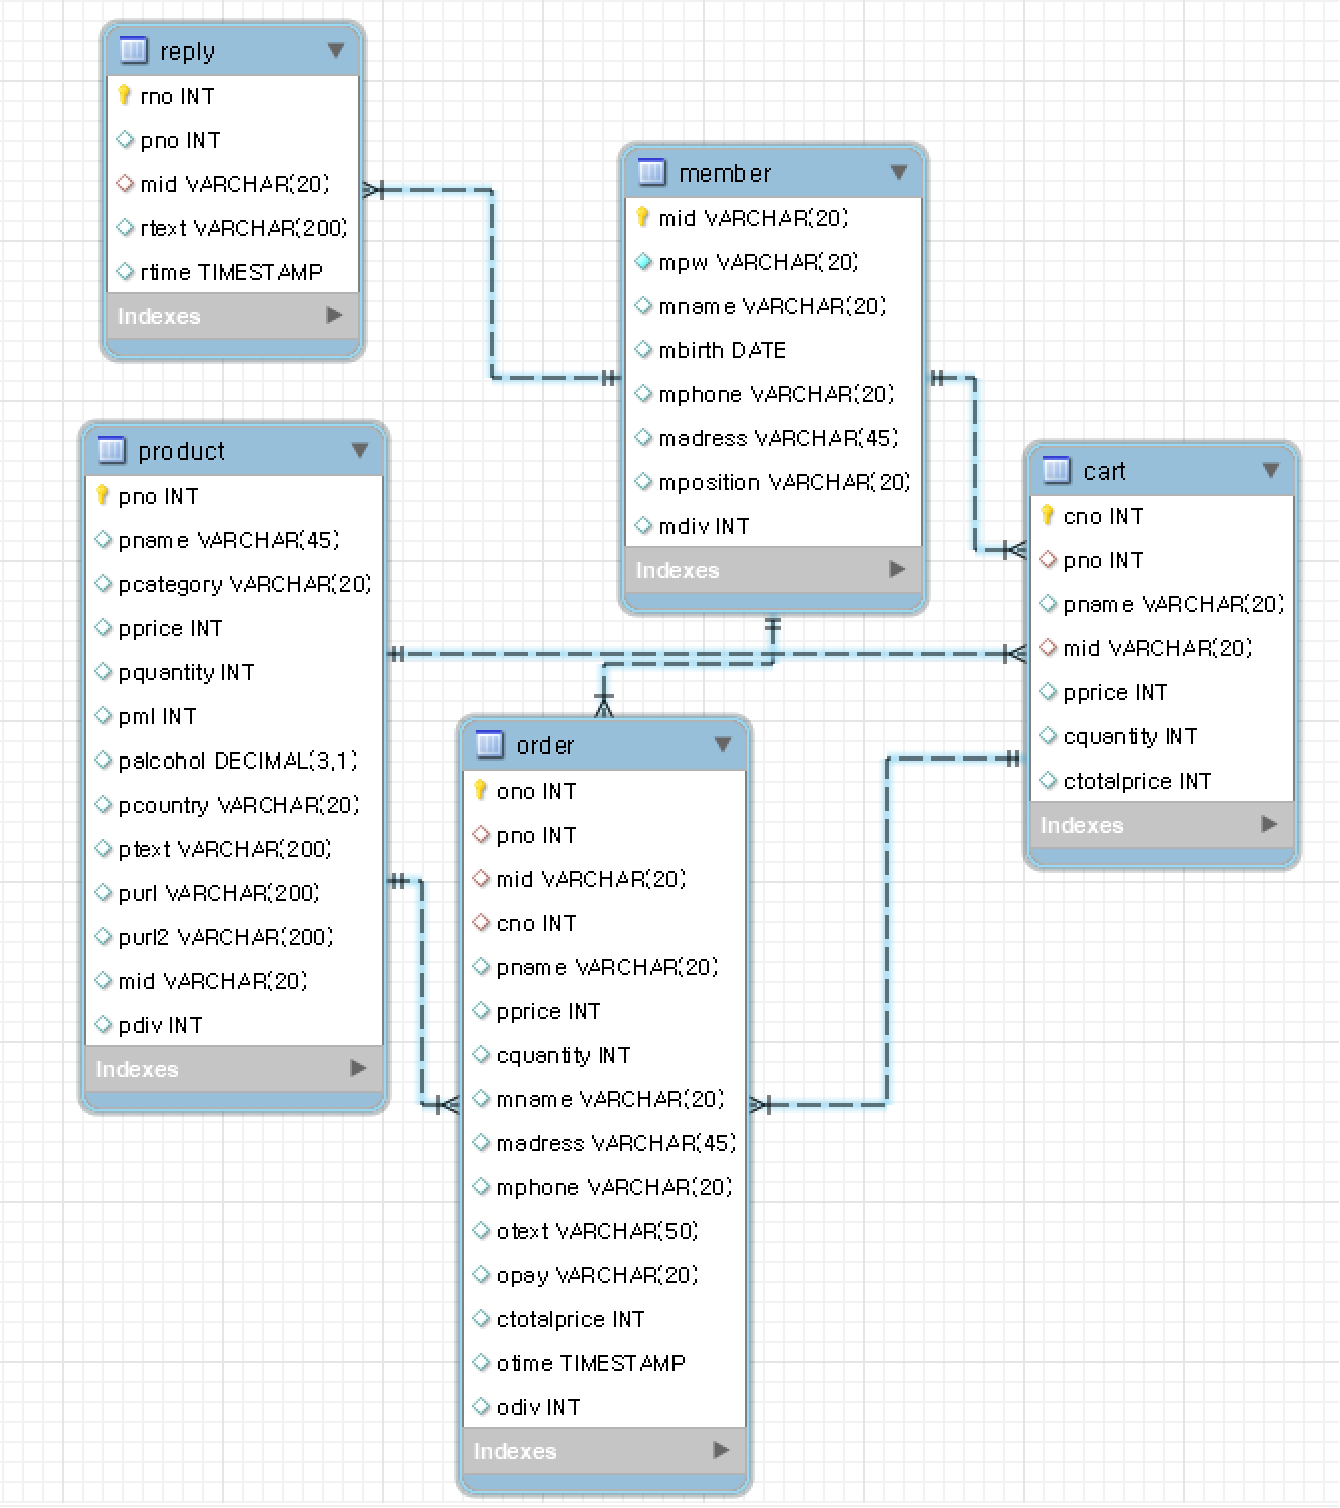 reply
rno INT
pno INT
mid VARCHAR(20)
rtext VARCHAR(200)
rtime TIMESTAMP
Indexes
member
mid VARCHAR(20)
mpw VARCHAR(20)
mname VARCHAR(20)
mbirth DATE
mphone VARCHAR(20)
madress VARCHAR(45)
mposition VARCHAR(20)
mdiv INT
Indexes
product
pno INT
pname VARCHAR(45)
pcategory VARCHAR(20)
pprice INT
pquantity INT
pml INT
palcohol DECIMAL(3,1)
pcountry VARCHAR(20)
ptext VARCHAR(200)
purl VARCHAR(200)
purl2 VARCHAR(200)
mid VARCHAR(20)
pdiv INT
Indexes
cart
cno INT
pno INT
pname VARCHAR(20)
mid VARCHAR(20)
pprice INT
cquantity INT
ctotalprice INT
Indexes
order
ono INT
pno INT
mid VARCHAR(20)
cno INT
pname VARCHAR(20)
pprice INT
cquantity INT
mname VARCHAR(20)
madress VARCHAR(45)
mphone VARCHAR(20)
otext VARCHAR(50)
opay VARCHAR(20)
ctotalprice INT
otime TIMESTAMP
odiv INT
Indexes